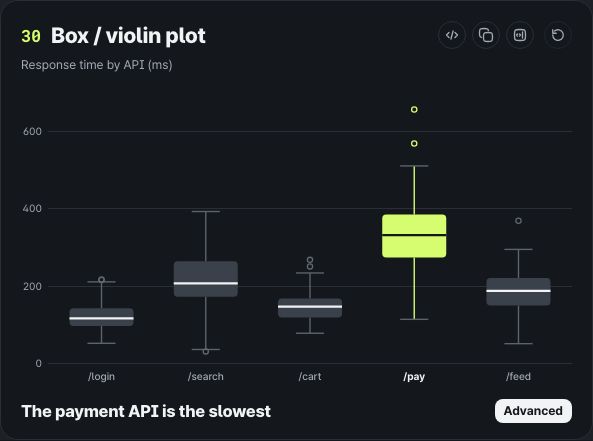 30 Box / violin plot
Response time by API (ms)
600
400
200
0
/login /search /cart /pay /feed
The payment API is the slowest
Advanced